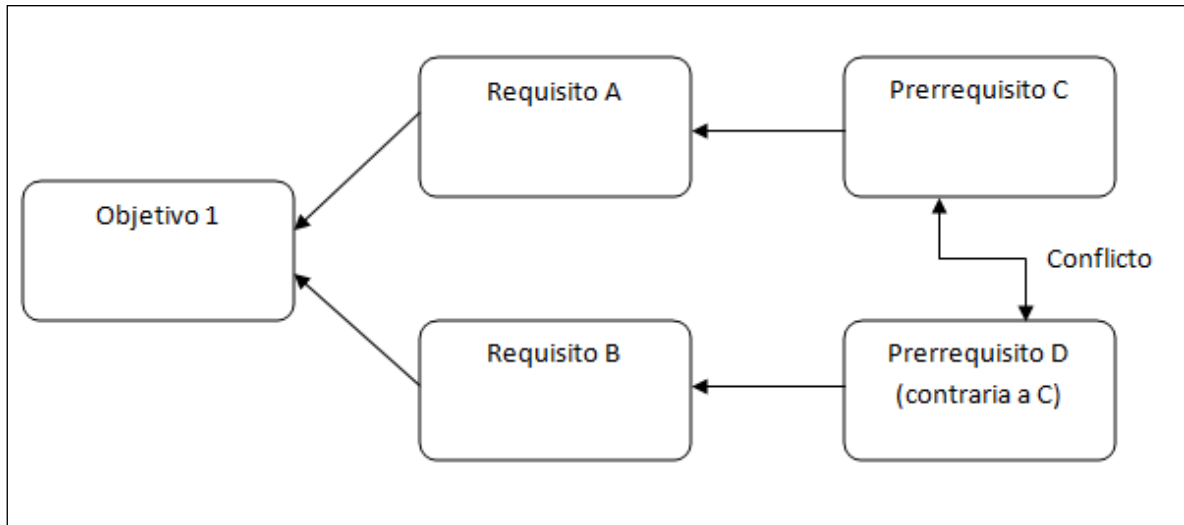 Requisito A
Prerrequisito C
Objetivo 1
Conflicto
Requisito B
Prerrequisito D
(contraria a C)